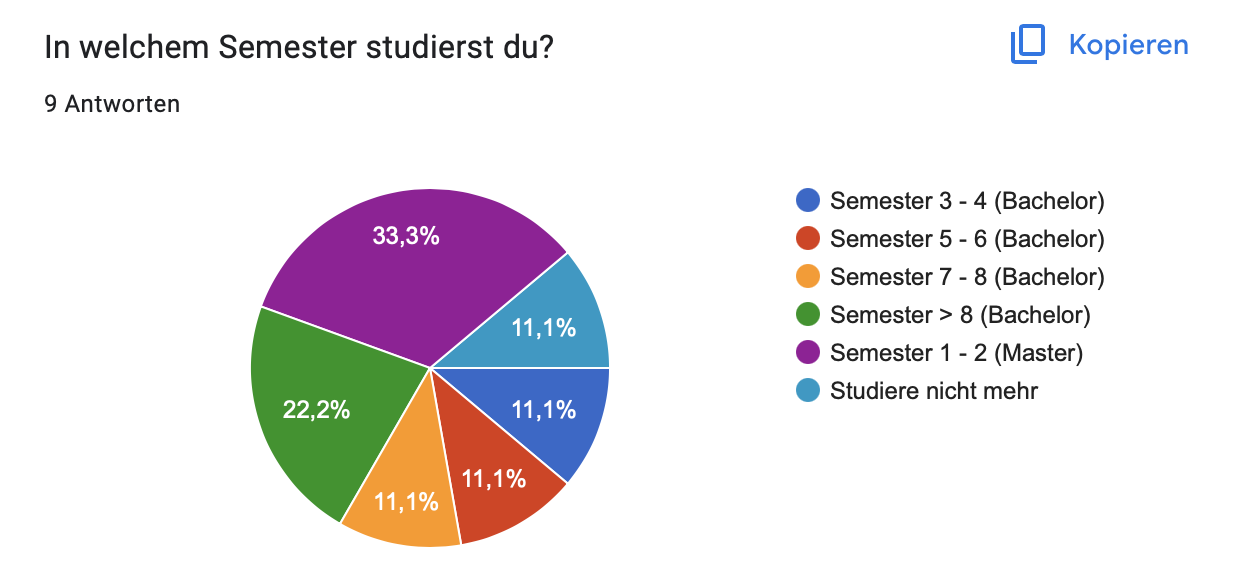 In welchem Semester studierst du?
Kopieren
9 Antworten
33,3%
11,1%
22,2%
11,1%
11,1%
11,1%
Semester 3 - 4 (Bachelor)
Semester 5 - 6 (Bachelor)
Semester 7 - 8 (Bachelor)
Semester > 8 (Bachelor)
Semester 1 - 2 (Master)
Studiere nicht mehr